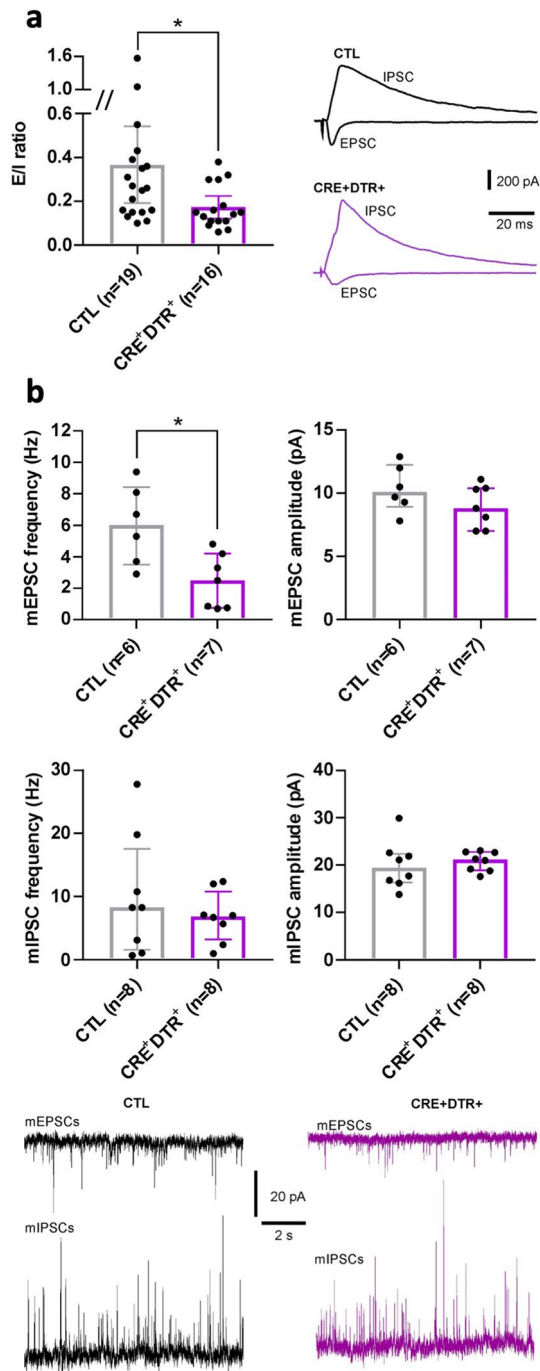 a
*
1.6
1.0
0.6
0.4
0.2
0.0
E/I ratio
CTL (n=19)
CRE+DTR+ (n=16)
CTL
IPSC
EPSC
200 pA
CRE+DTR+
IPSC
20 ms
EPSC
b
*
12
10
8
6
4
2
0
mEPSC frequency (Hz)
CTL (n=6)
CRE+DTR+ (n=7)
15
10
5
0
mEPSC amplitude (pA)
CTL (n=6)
CRE+DTR+ (n=7)
30
20
10
0
mIPSC frequency (Hz)
CTL (n=8)
CRE+DTR+ (n=8)
40
30
20
10
0
mIPSC amplitude (pA)
CTL (n=8)
CRE+DTR+ (n=8)
CTL
mEPSCs
mIPSCs
20 pA
2 s
CRE+DTR+
mEPSCs
mIPSCs